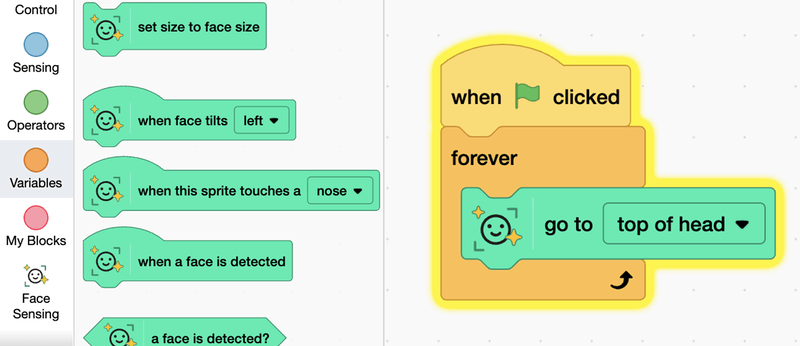 Control
Sensing
Operators
Variables
My Blocks
Face
Sensing
set size to face size
when face tilts left
when this sprite touches a nose
when a face is detected
a face is detected?
when clicked
forever
go to top of head